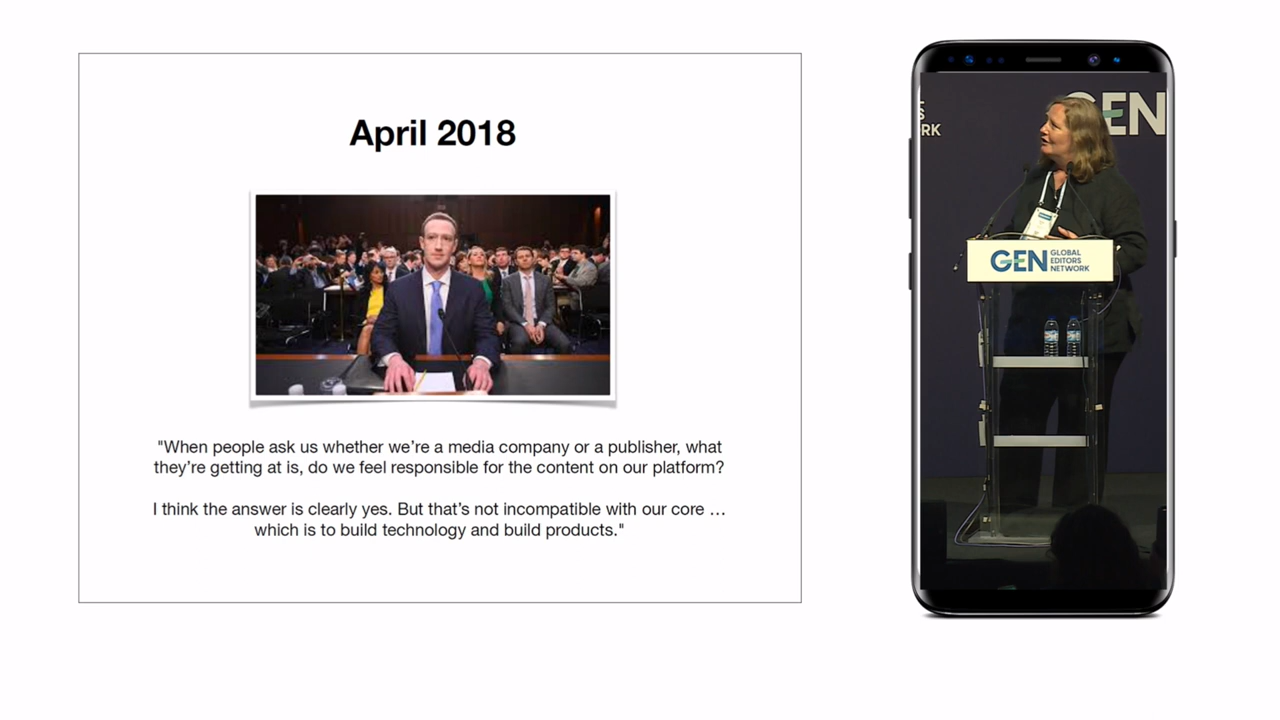 April 2018
"When people ask us whether we're a media company or a publisher, what
they're getting at is, do we feel responsible for the content on our platform?
I think the answer is clearly yes. But that's not incompatible with our core …
which is to build technology and build products."
GEN
RK
GEN
GLOBAL
EDITORS
NETWORK